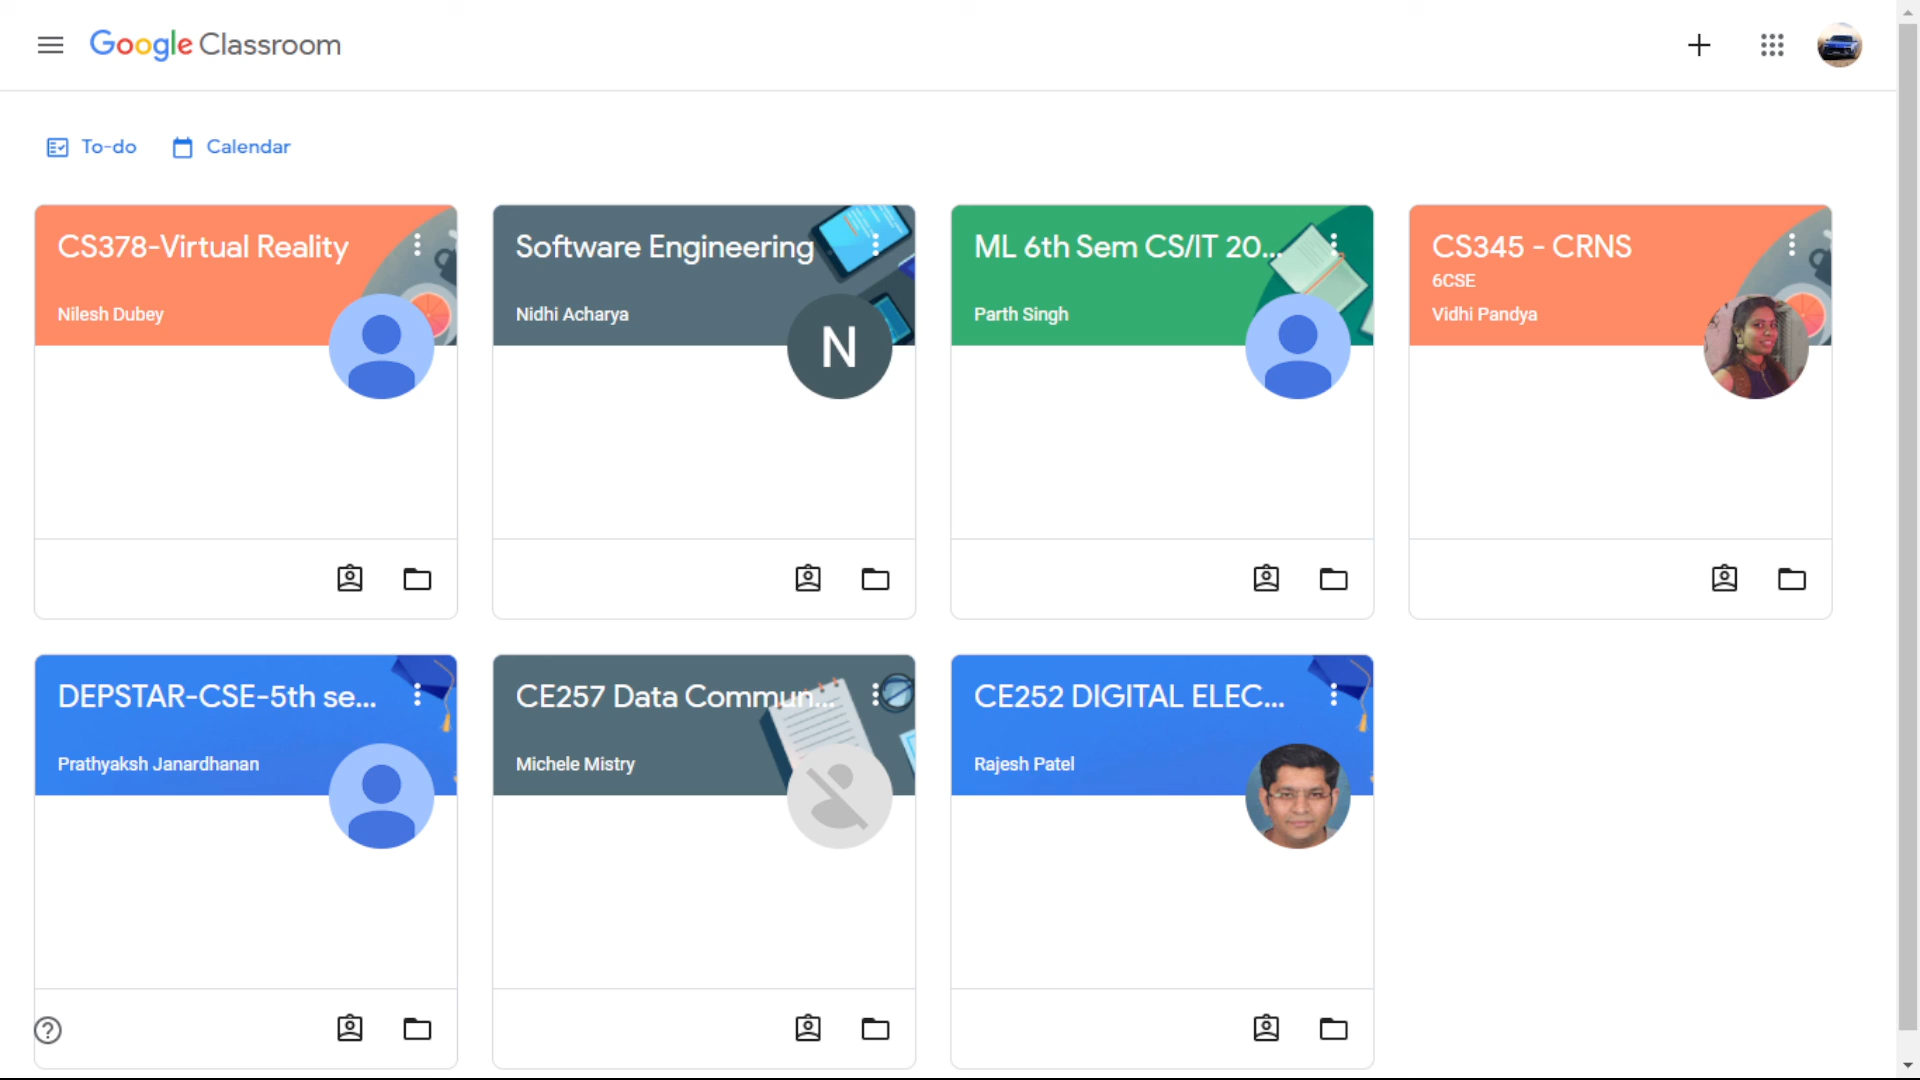 Google Classroom
To-do
Calendar
CS378-Virtual Reality
Nilesh Dubey
Software Engineering
Nidhi Acharya
N
ML 6th Sem CS/IT 20...
Parth Singh
CS345 - CRNS
6CSE
Vidhi Pandya
DEPSTAR-CSE-5th se...
Prathyaksh Janardhanan
CE257 Data Commun...
Michele Mistry
CE252 DIGITAL ELEC...
Rajesh Patel